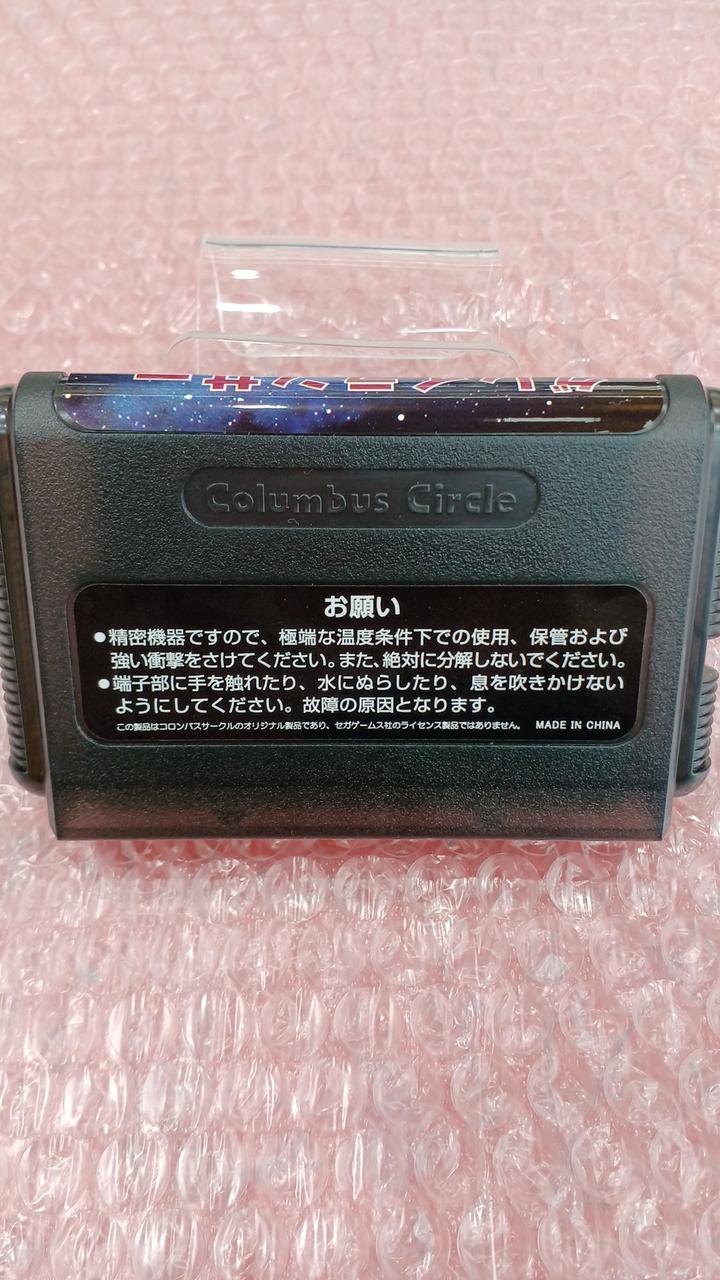 グレイランサー
Columbus Circle
お願い
●精密機器ですので、極端な温度条件下での使用、保管および
強い衝撃をさけてください。また、絶対に分解しないでください。
●端子部に手を触れたり、水にぬらしたり、息を吹きかけない
ようにしてください。故障の原因となります。
この製品はコロンバスサークルのオリジナル製品であり、セガゲームス社のライセンス製品ではありません。 MADE IN CHINA